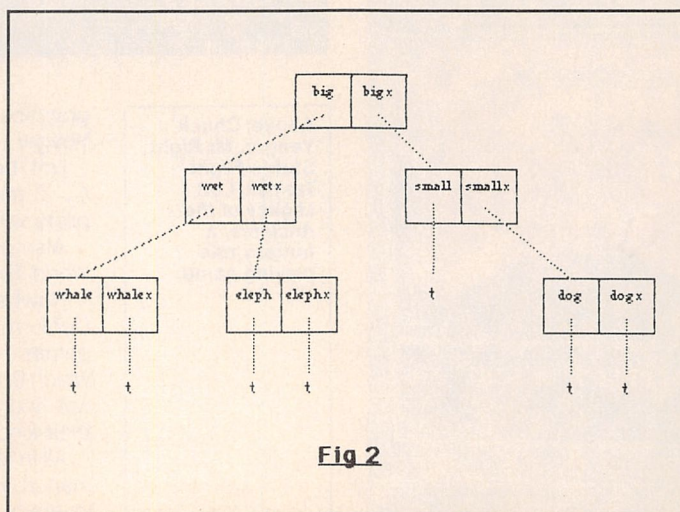 big bigx
wet wetx small smallx
whale whalex eleph elephx t dog dogx
t t t t t t
Fig 2